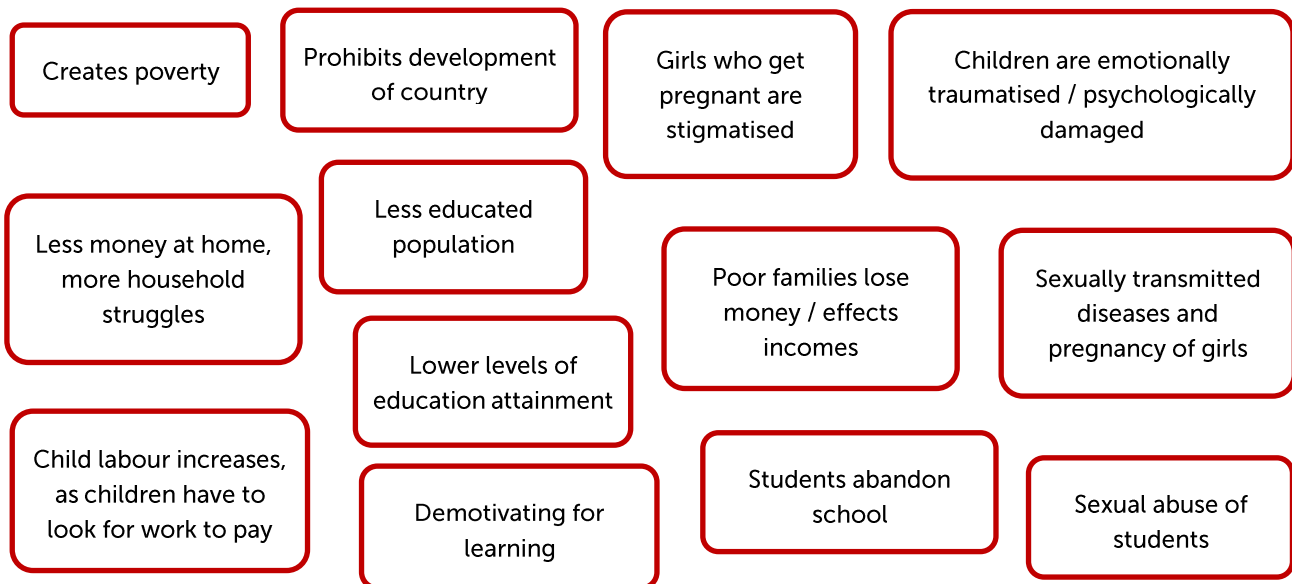 Creates poverty
Prohibits development
of country
Girls who get
pregnant are
stigmatised
Children are emotionally
traumatised / psychologically
damaged
Less money at home,
more household
struggles
Less educated
population
Poor families lose
money / effects
incomes
Sexually transmitted
diseases and
pregnancy of girls
Lower levels of
education attainment
Child labour increases,
as children have to
look for work to pay
Demotivating for
learning
Students abandon
school
Sexual abuse of
students